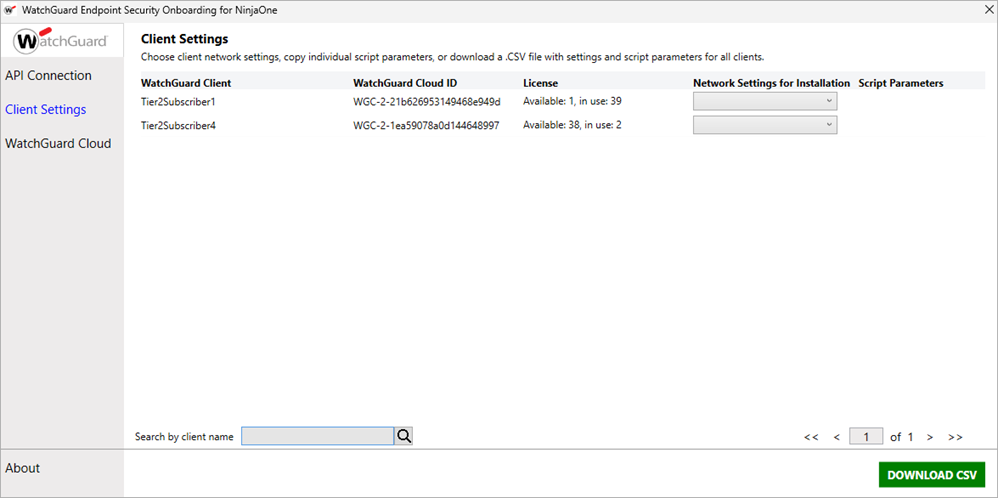 WatchGuard Endpoint Security Onboarding for NinjaOne
WatchGuard
API Connection
Client Settings
WatchGuard Cloud
About
Client Settings
Choose client network settings, copy individual script parameters, or download a .CSV file with settings and script parameters for all clients.
WatchGuard Client WatchGuard Cloud ID License Network Settings for Installation Script Parameters
Tier2Subscriber1 WGC-2-21b626953149468e949d Available: 1, in use: 39
Tier2Subscriber4 WGC-2-1ea59078a0d144648997 Available: 38, in use: 2
Search by client name << < 1 of 1 > >>
DOWNLOAD CSV